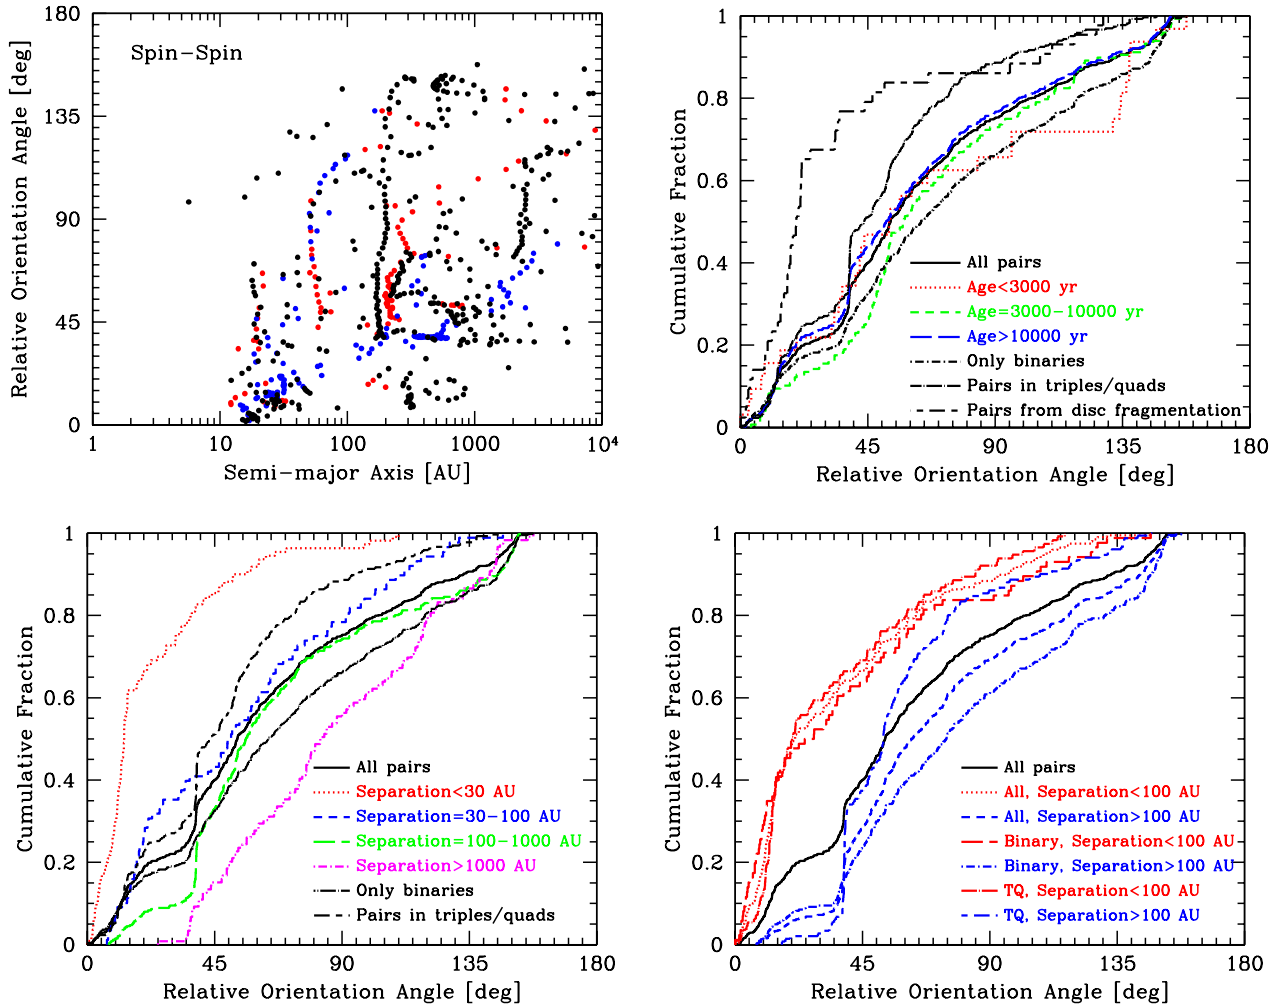 Spin−Spin
Relative Orientation Angle [deg]
180
135
90
45
0
1
10
100
1000
10⁴
Semi−major Axis [AU]
Cumulative Fraction
1
0.8
0.6
0.4
0.2
0
All pairs
Age<3000 yr
Age=3000−10000 yr
Age>10000 yr
Only binaries
Pairs in triples/quads
Pairs from disc fragmentation
0
45
90
135
180
Relative Orientation Angle [deg]
Cumulative Fraction
1
0.8
0.6
0.4
0.2
0
All pairs
Separation<30 AU
Separation=30−100 AU
Separation=100−1000 AU
Separation>1000 AU
Only binaries
Pairs in triples/quads
0
45
90
135
180
Relative Orientation Angle [deg]
Cumulative Fraction
1
0.8
0.6
0.4
0.2
0
All pairs
All, Separation<100 AU
All, Separation>100 AU
Binary, Separation<100 AU
Binary, Separation>100 AU
TQ, Separation<100 AU
TQ, Separation>100 AU
0
45
90
135
180
Relative Orientation Angle [deg]